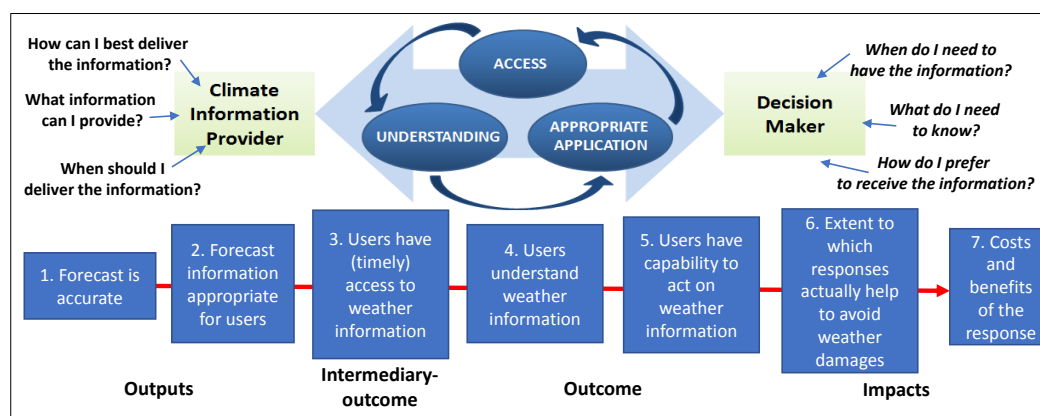 How can I best deliver
the information?
What information
can I provide?
When should I
deliver the information?
Climate
Information
Provider
ACCESS
UNDERSTANDING
APPROPRIATE
APPLICATION
Decision
Maker
When do I need to
have the information?
What do I need
to know?
How do I prefer
to receive the information?
1. Forecast is
accurate
2. Forecast
information
appropriate
for users
3. Users have
(timely)
access to
weather
information
4. Users
understand
weather
information
5. Users have
capability to
act on
weather
information
6. Extent to
which
responses
actually help
to avoid
weather
damages
7. Costs
and
benefits
of the
response
Outputs
Intermediary-
outcome
Outcome
Impacts